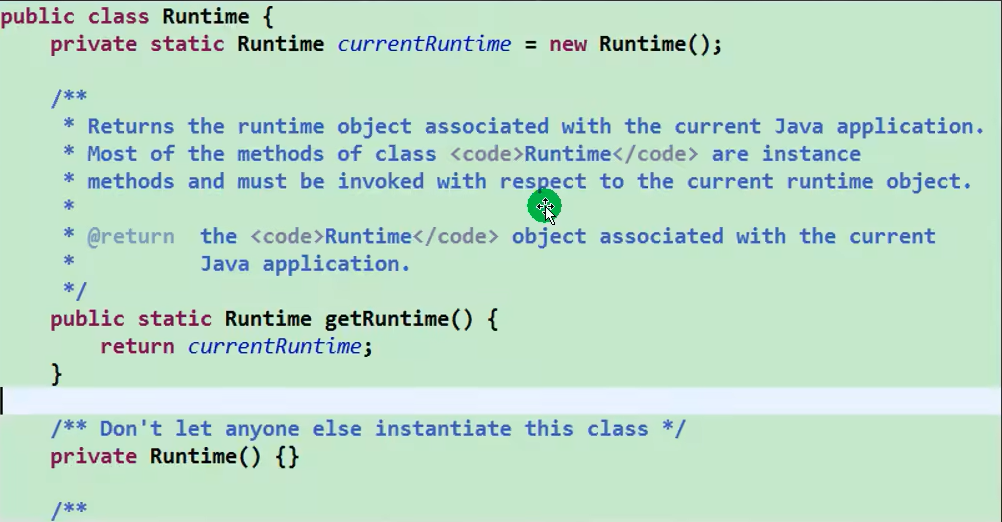 public class Runtime {
    private static Runtime currentRuntime = new Runtime();
    /**
     * Returns the runtime object associated with the current Java application.
     * Most of the methods of class <code>Runtime</code> are instance
     * methods and must be invoked with respect to the current runtime object.
     *
     * @return  the <code>Runtime</code> object associated with the current
     *          Java application.
     */
    public static Runtime getRuntime() {
        return currentRuntime;
    }
    /** Don't let anyone else instantiate this class */
    private Runtime() {}
    /**